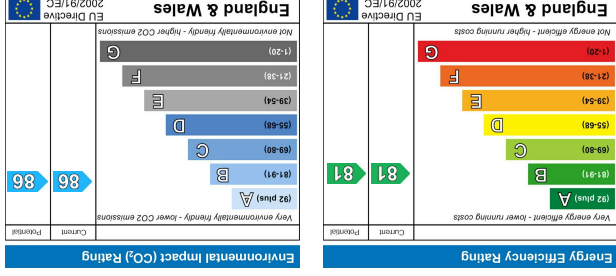 Energy Efficiency Rating
Current
Potential
Very energy efficient - lower running costs
(92 plus) A
(81-91) B
81
81
(69-80) C
(55-68) D
(39-54) E
(21-38) F
(1-20) G
Not energy efficient - higher running costs
England & Wales
EU Directive
2002/91/EC
Environmental Impact (CO₂) Rating
Current
Potential
Very environmentally friendly - lower CO2 emissions
(92 plus) A
(81-91) B
86
86
(69-80) C
(55-68) D
(39-54) E
(21-38) F
(1-20) G
Not environmentally friendly - higher CO2 emissions
England & Wales
EU Directive
2002/91/EC